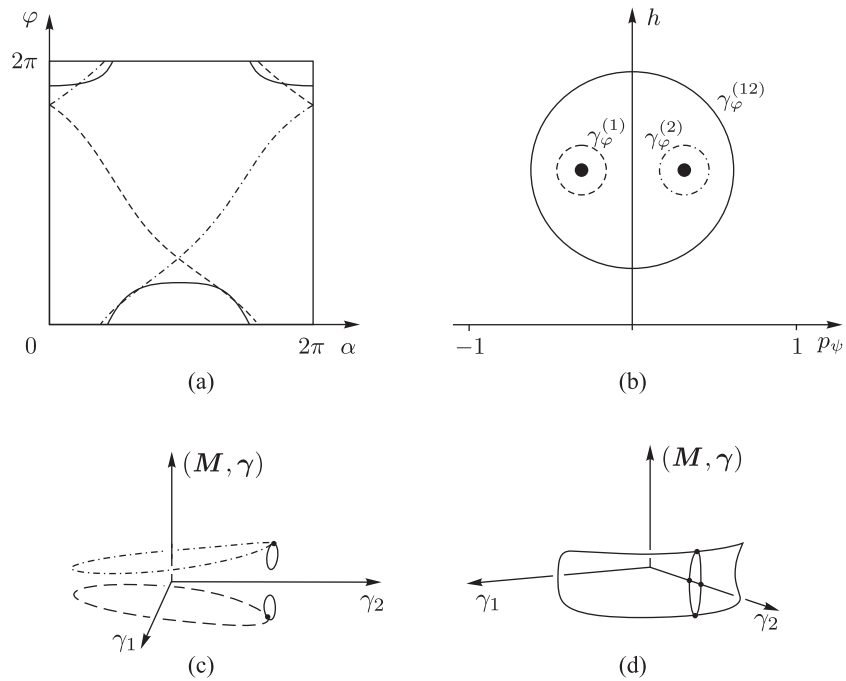 φ
2π
0
2π α
(a)
h
γ_φ^(12)
γ_φ^(1)
γ_φ^(2)
−1
1 p_ψ
(b)
(M, γ)
γ_2
γ_1
(c)
(M, γ)
γ_1
γ_2
(d)